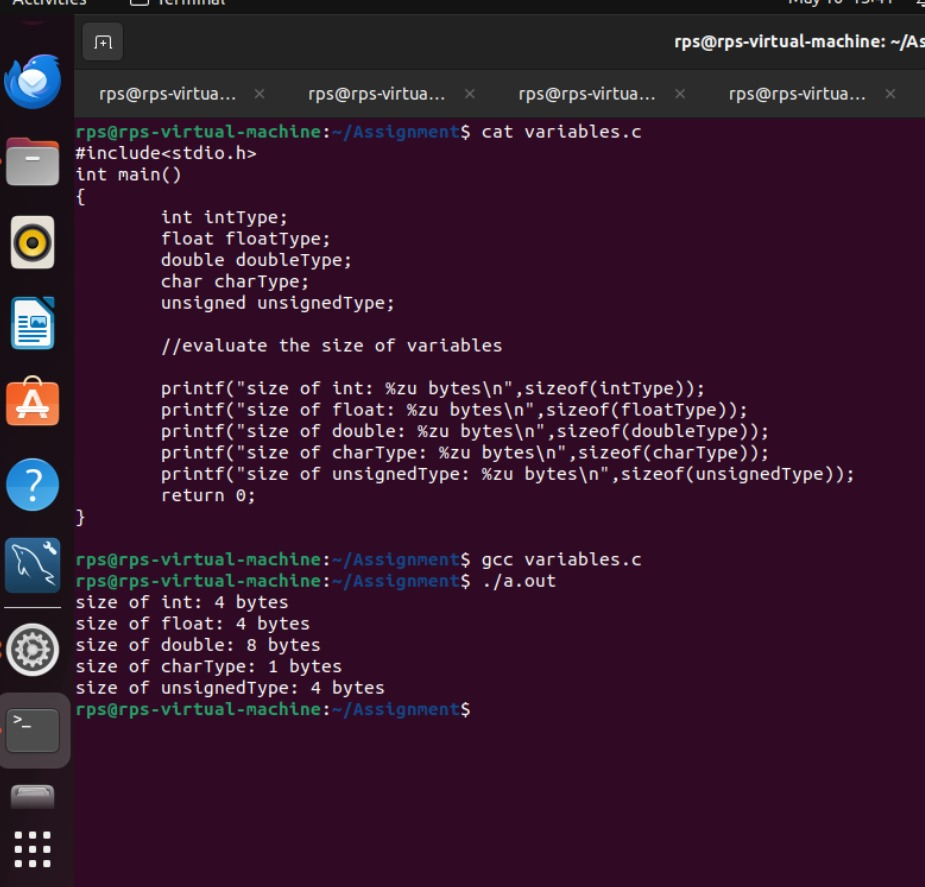 Activities Terminal May 16
rps@rps-virtual-machine: ~/As
rps@rps-virtua... × rps@rps-virtua... × rps@rps-virtua... × rps@rps-virtua... ×
rps@rps-virtual-machine:~/Assignment$ cat variables.c
#include<stdio.h>
int main()
{
        int intType;
        float floatType;
        double doubleType;
        char charType;
        unsigned unsignedType;
        //evaluate the size of variables
        printf("size of int: %zu bytes\n",sizeof(intType));
        printf("size of float: %zu bytes\n",sizeof(floatType));
        printf("size of double: %zu bytes\n",sizeof(doubleType));
        printf("size of charType: %zu bytes\n",sizeof(charType));
        printf("size of unsignedType: %zu bytes\n",sizeof(unsignedType));
        return 0;
}
rps@rps-virtual-machine:~/Assignment$ gcc variables.c
rps@rps-virtual-machine:~/Assignment$ ./a.out
size of int: 4 bytes
size of float: 4 bytes
size of double: 8 bytes
size of charType: 1 bytes
size of unsignedType: 4 bytes
rps@rps-virtual-machine:~/Assignment$